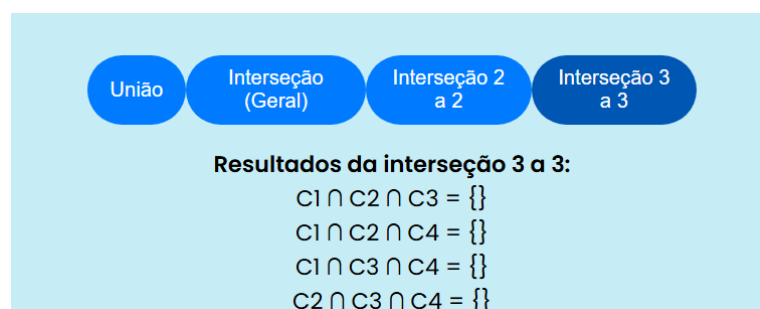 União
Interseção
(Geral)
Interseção 2
a 2
Interseção 3
a 3
Resultados da interseção 3 a 3:
C1 ∩ C2 ∩ C3 = {}
C1 ∩ C2 ∩ C4 = {}
C1 ∩ C3 ∩ C4 = {}
C2 ∩ C3 ∩ C4 = {}